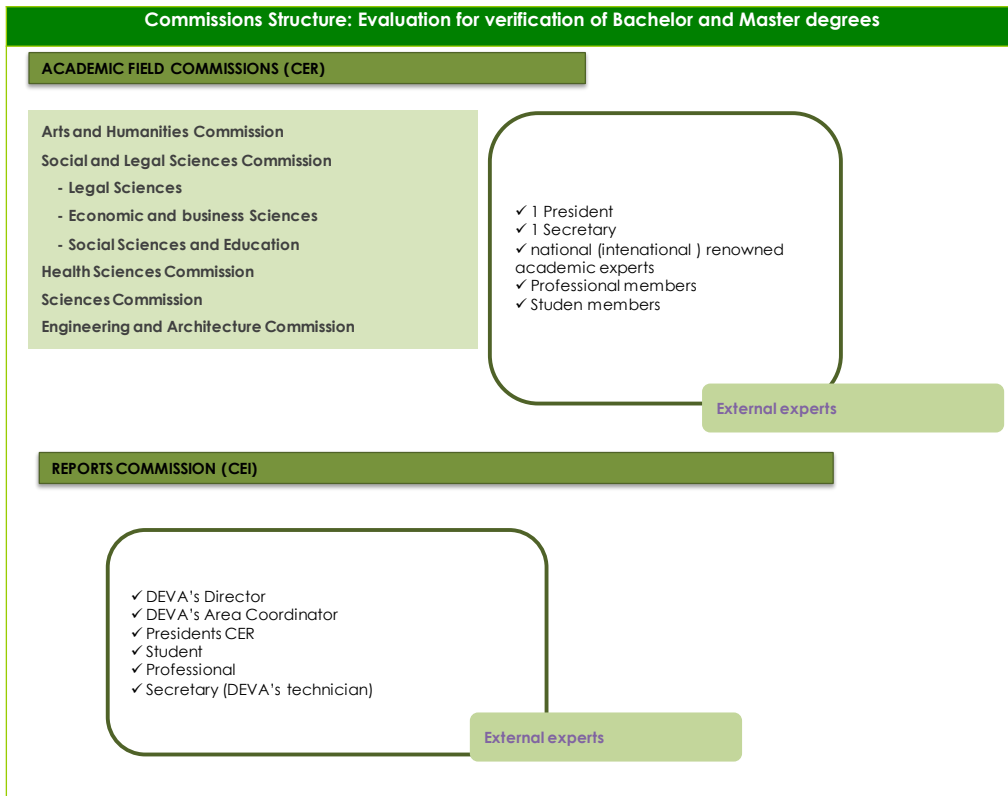 Commissions Structure: Evaluation for verification of Bachelor and Master degrees
ACADEMIC FIELD COMMISSIONS (CER)
Arts and Humanities Commission
Social and Legal Sciences Commission
- Legal Sciences
- Economic and business Sciences
- Social Sciences and Education
Health Sciences Commission
Sciences Commission
Engineering and Architecture Commission
✓ 1 President
✓ 1 Secretary
✓ national (intenational ) renowned
academic experts
✓ Professional members
✓ Studen members
External experts
REPORTS COMMISSION (CEI)
✓ DEVA's Director
✓ DEVA's Area Coordinator
✓ Presidents CER
✓ Student
✓ Professional
✓ Secretary (DEVA's technician)
External experts